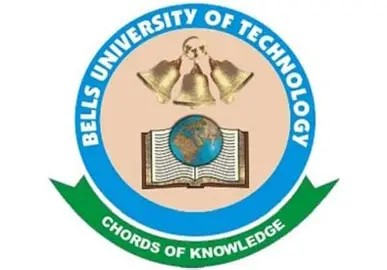 BELLS UNIVERSITY OF TECHNOLOGY
CHORDS OF KNOWLEDGE